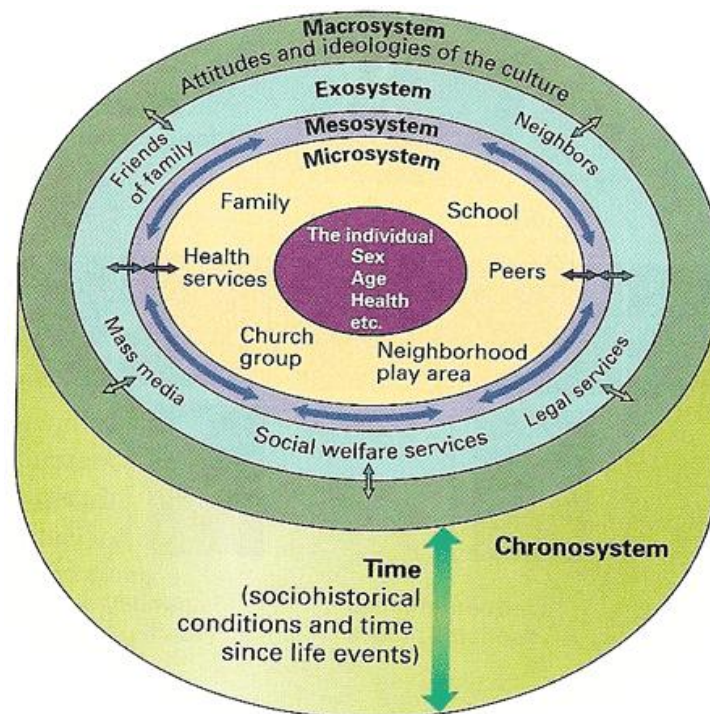 Macrosystem
Attitudes and ideologies of the culture
Exosystem
Mesosystem
Microsystem
Friends
of family
Neighbors
Family
School
The individual
Sex
Age
Health
etc.
Health
services
Peers
Church
group
Neighborhood
play area
Mass media
Legal services
Social welfare services
Chronosystem
Time
(sociohistorical
conditions and time
since life events)